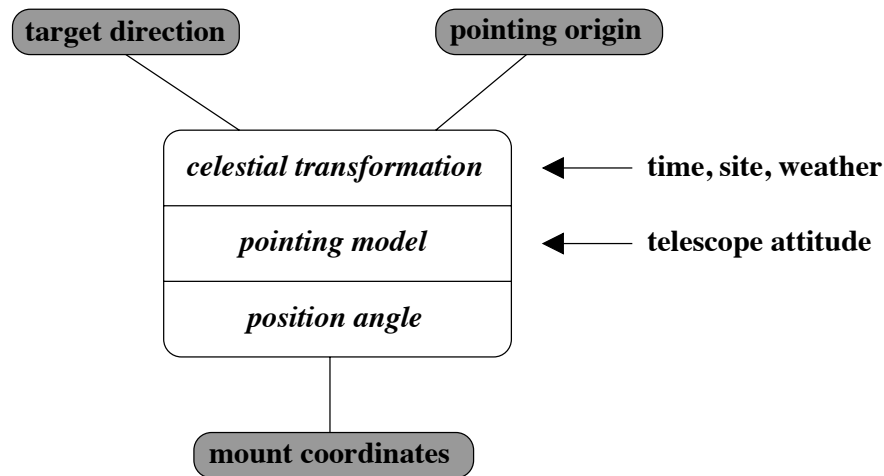 target direction
pointing origin
celestial transformation
time, site, weather
pointing model
telescope attitude
position angle
mount coordinates